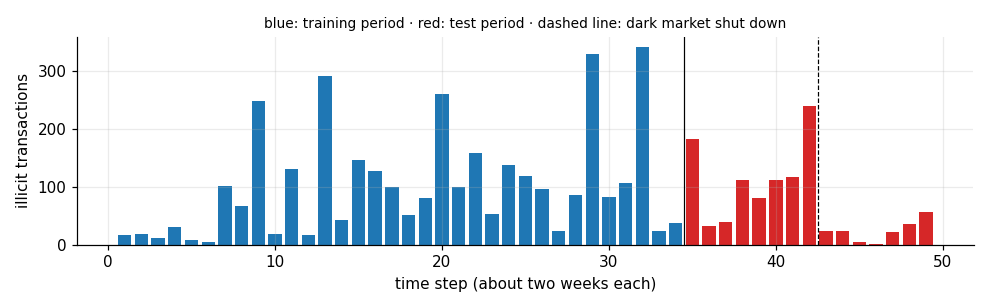 blue: training period · red: test period · dashed line: dark market shut down
illicit transactions
300
200
100
0
0 10 20 30 40 50
time step (about two weeks each)